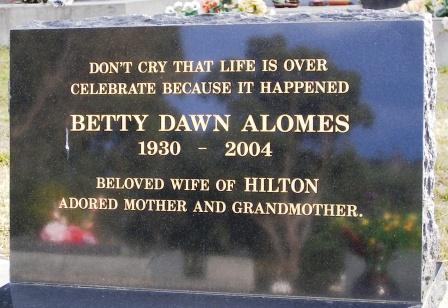 DON'T CRY THAT LIFE IS OVER
CELEBRATE BECAUSE IT HAPPENED
BETTY DAWN ALOMES
1930 - 2004
BELOVED WIFE OF HILTON
ADORED MOTHER AND GRANDMOTHER.